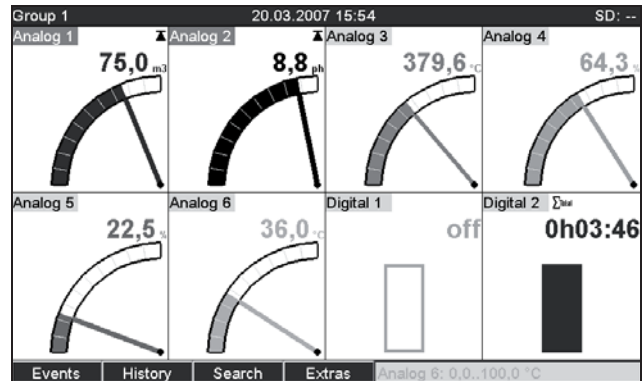 Group 1 20.03.2007 15:54 SD: --
Analog 1 Analog 2 Analog 3 Analog 4
75,0 m3 8,8 ph 379,6 °C 64,3 %
Analog 5 Analog 6 Digital 1 Digital 2 ΣTotal
22,5 % 36,0 °C off 0h03:46
Events History Search Extras Analog 6: 0,0..100,0 °C